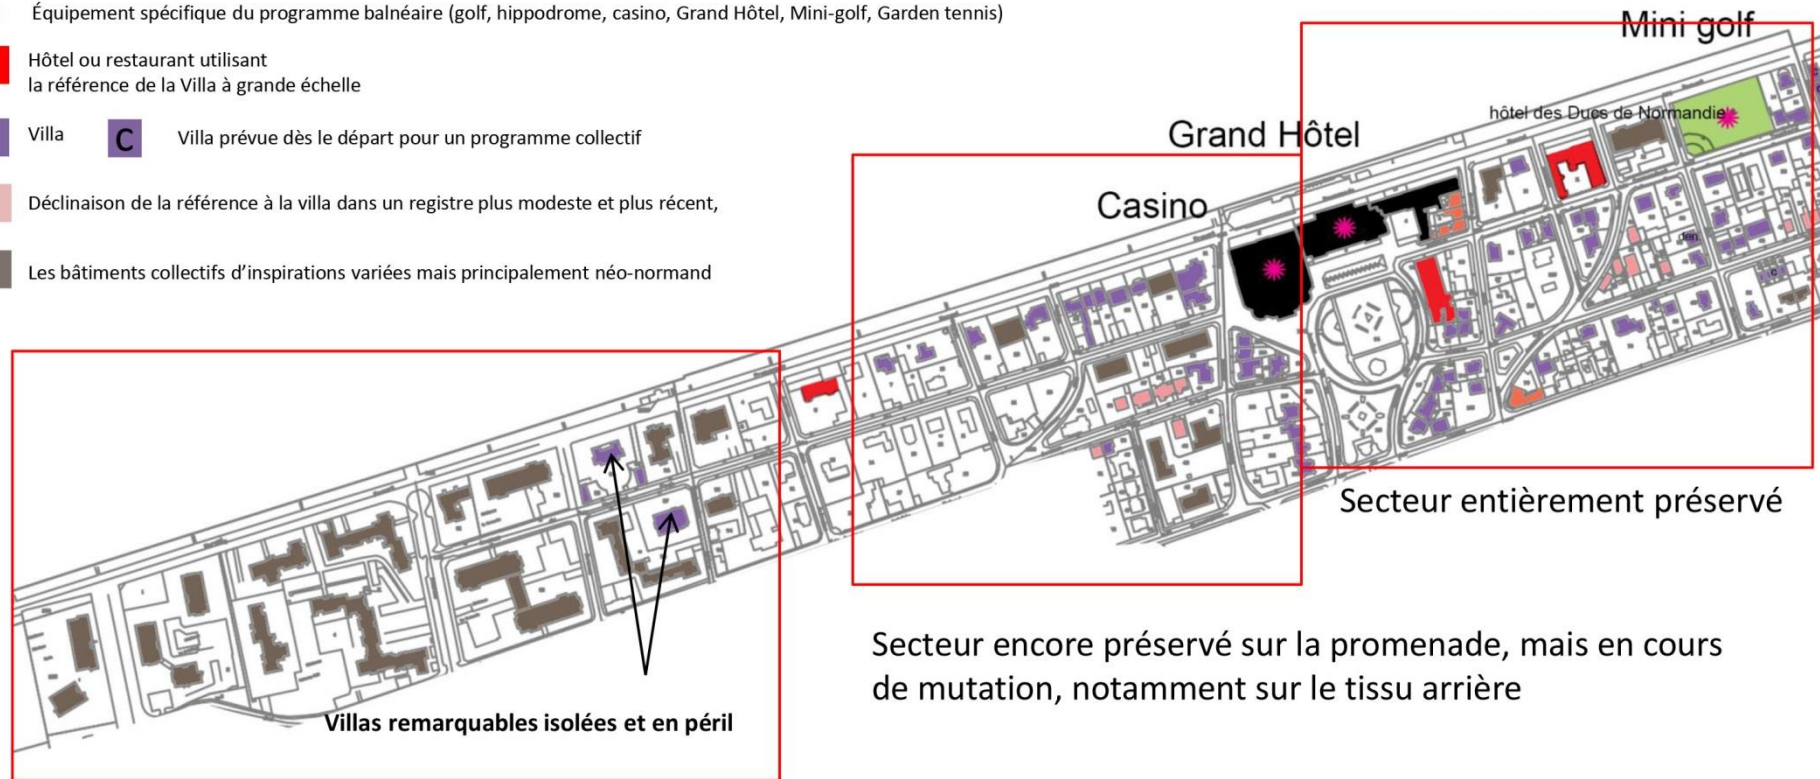 Équipement spécifique du programme balnéaire (golf, hippodrome, casino, Grand Hôtel, Mini-golf, Garden tennis)
Hôtel ou restaurant utilisant
la référence de la Villa à grande échelle
Villa
C
Villa prévue dès le départ pour un programme collectif
Déclinaison de la référence à la villa dans un registre plus modeste et plus récent,
Les bâtiments collectifs d’inspirations variées mais principalement néo-normand
Mini golf
hôtel des Ducs de Normandie
Grand Hôtel
Casino
Secteur entièrement préservé
Secteur encore préservé sur la promenade, mais en cours
de mutation, notamment sur le tissu arrière
Villas remarquables isolées et en péril